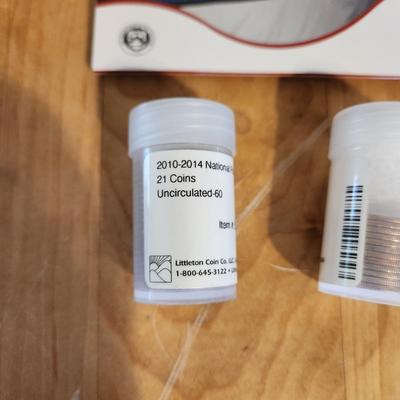 2010-2014 National
21 Coins
Uncirculated-60
Item
Littleton Coin Co. LLC
1-800-645-3122 •